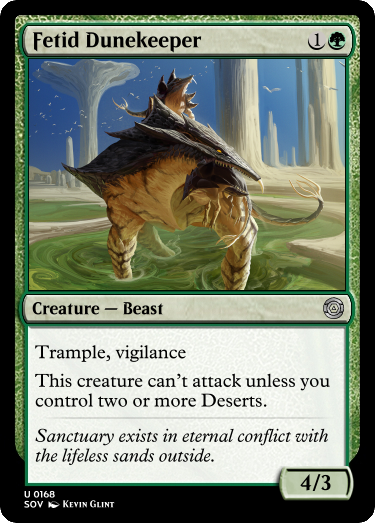 Fetid Dunekeeper 1
Creature — Beast
Trample, vigilance
This creature can't attack unless you
control two or more Deserts.
Sanctuary exists in eternal conflict with
the lifeless sands outside.
4/3
U 0168
SOV Kevin Glint